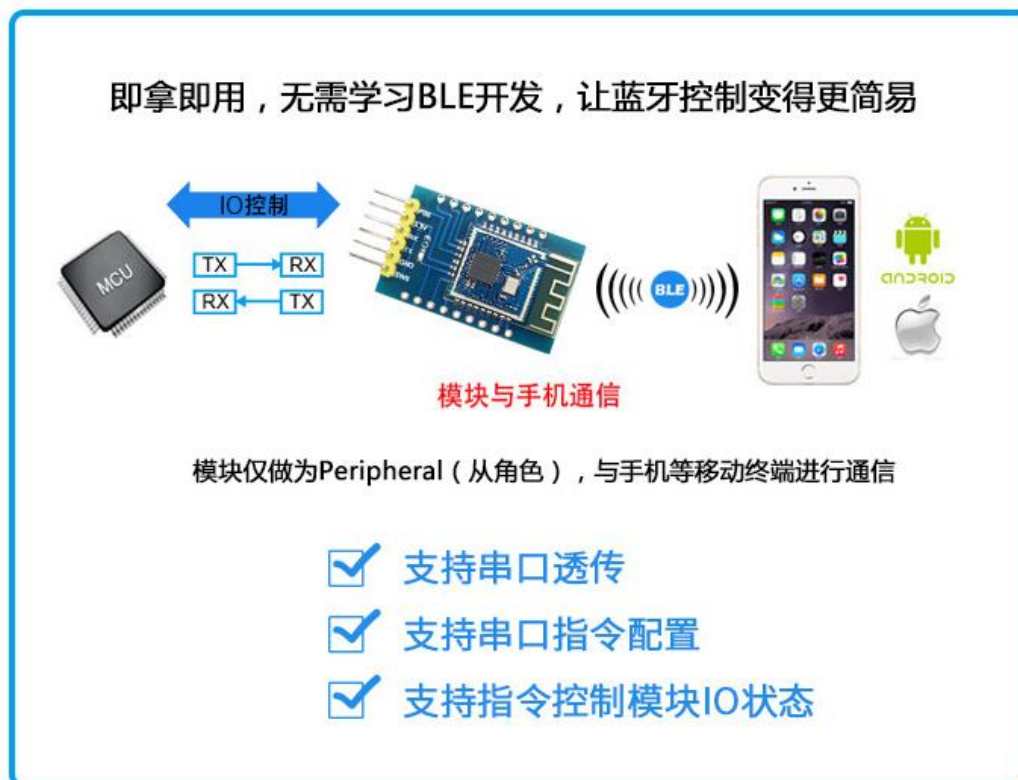 即拿即用，无需学习BLE开发，让蓝牙控制变得更简易
IO控制
MCU
TX
RX
RX
TX
BLE
ANDROID
模块与手机通信
模块仅做为Peripheral（从角色），与手机等移动终端进行通信
支持串口透传
支持串口指令配置
支持指令控制模块IO状态